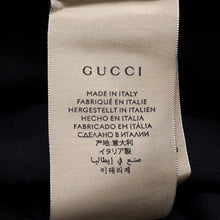 GUCCI
MADE IN ITALY
FABRIQUÉ EN ITALIE
HERGESTELLT IN ITALIEN
HECHO EN ITALIA
FABRICADO EM ITÁLIA
СДЕЛАНО В ИТАЛИИ
产地:意大利
イタリア製
صنع في إيطاليا
이태리제